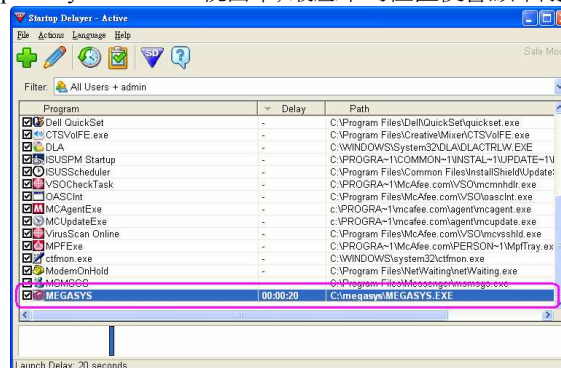 Startup Delayer - Active
File Actions Language Help
Safe Mo
Filter: All Users + admin
Program Delay Path
Dell QuickSet - C:\Program Files\Dell\QuickSet\quickset.exe
CTSVolFE.exe - C:\Program Files\Creative\Mixer\CTSVolFE.exe
DLA - C:\WINDOWS\System32\DLA\DLACTRLW.EXE
ISUSPM Startup - C:\PROGRA~1\COMMON~1\INSTAL~1\UPDATE~1\I
ISUSScheduler - C:\Program Files\Common Files\InstallShield\Update
VSOCheckTask - C:\PROGRA~1\McAfee.com\VSO\mcmnhdlr.exe
OASClnt - C:\Program Files\McAfee.com\VSO\oasclnt.exe
MCAgentExe - c:\PROGRA~1\mcafee.com\agent\mcagent.exe
MCUpdateExe - c:\PROGRA~1\mcafee.com\agent\mcupdate.exe
VirusScan Online - C:\Program Files\McAfee.com\VSO\mcvsshld.exe
MPFExe - C:\PROGRA~1\McAfee.com\PERSON~1\MpfTray.ex
ctfmon.exe - C:\WINDOWS\system32\ctfmon.exe
ModemOnHold - C:\Program Files\NetWaiting\netWaiting.exe
MSMSGS - C:\Program Files\Messenger\msmsgs.exe
MEGASYS 00:00:20 C:\megasys\MEGASYS.EXE
Launch Delay: 20 seconds